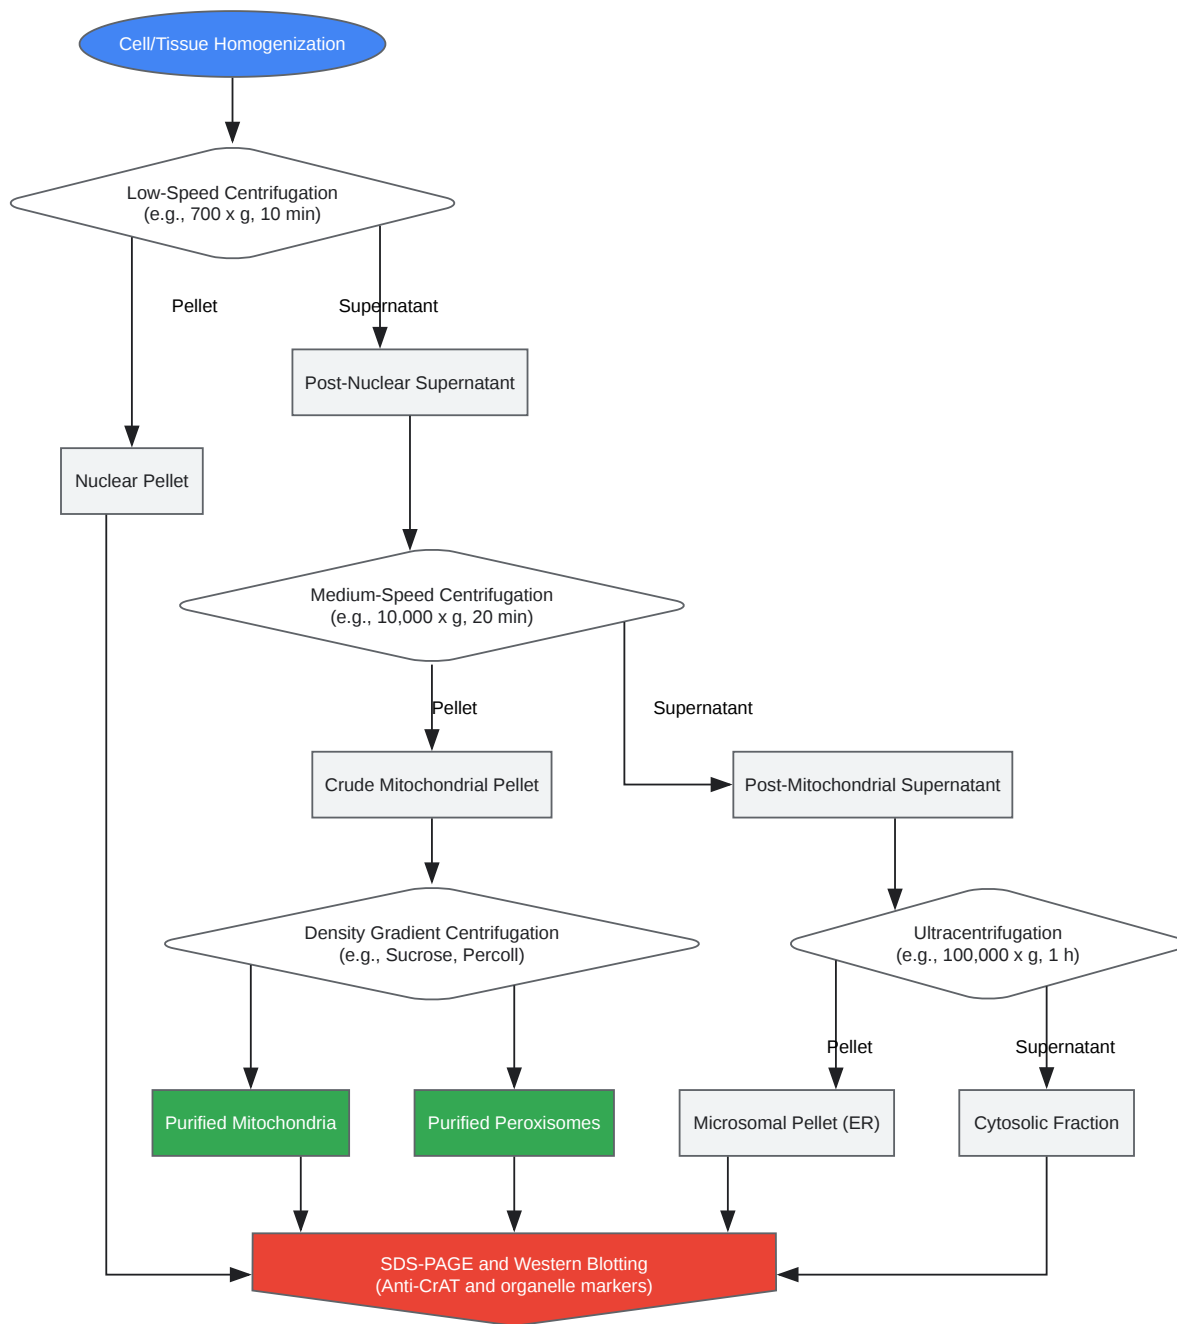 Cell/Tissue Homogenization
Low-Speed Centrifugation
(e.g., 700 x g, 10 min)
Pellet
Supernatant
Post-Nuclear Supernatant
Nuclear Pellet
Medium-Speed Centrifugation
(e.g., 10,000 x g, 20 min)
Pellet
Supernatant
Crude Mitochondrial Pellet
Post-Mitochondrial Supernatant
Density Gradient Centrifugation
(e.g., Sucrose, Percoll)
Ultracentrifugation
(e.g., 100,000 x g, 1 h)
Pellet
Supernatant
Purified Mitochondria
Purified Peroxisomes
Microsomal Pellet (ER)
Cytosolic Fraction
SDS-PAGE and Western Blotting
(Anti-CrAT and organelle markers)